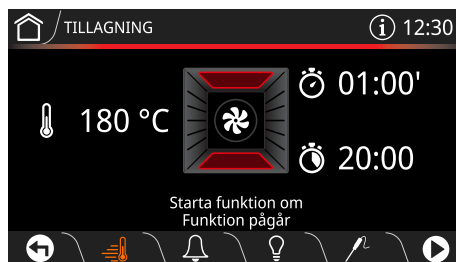 TILLAGNING
12:30
180 °C
01:00'
20:00
Starta funktion om
Funktion pågår